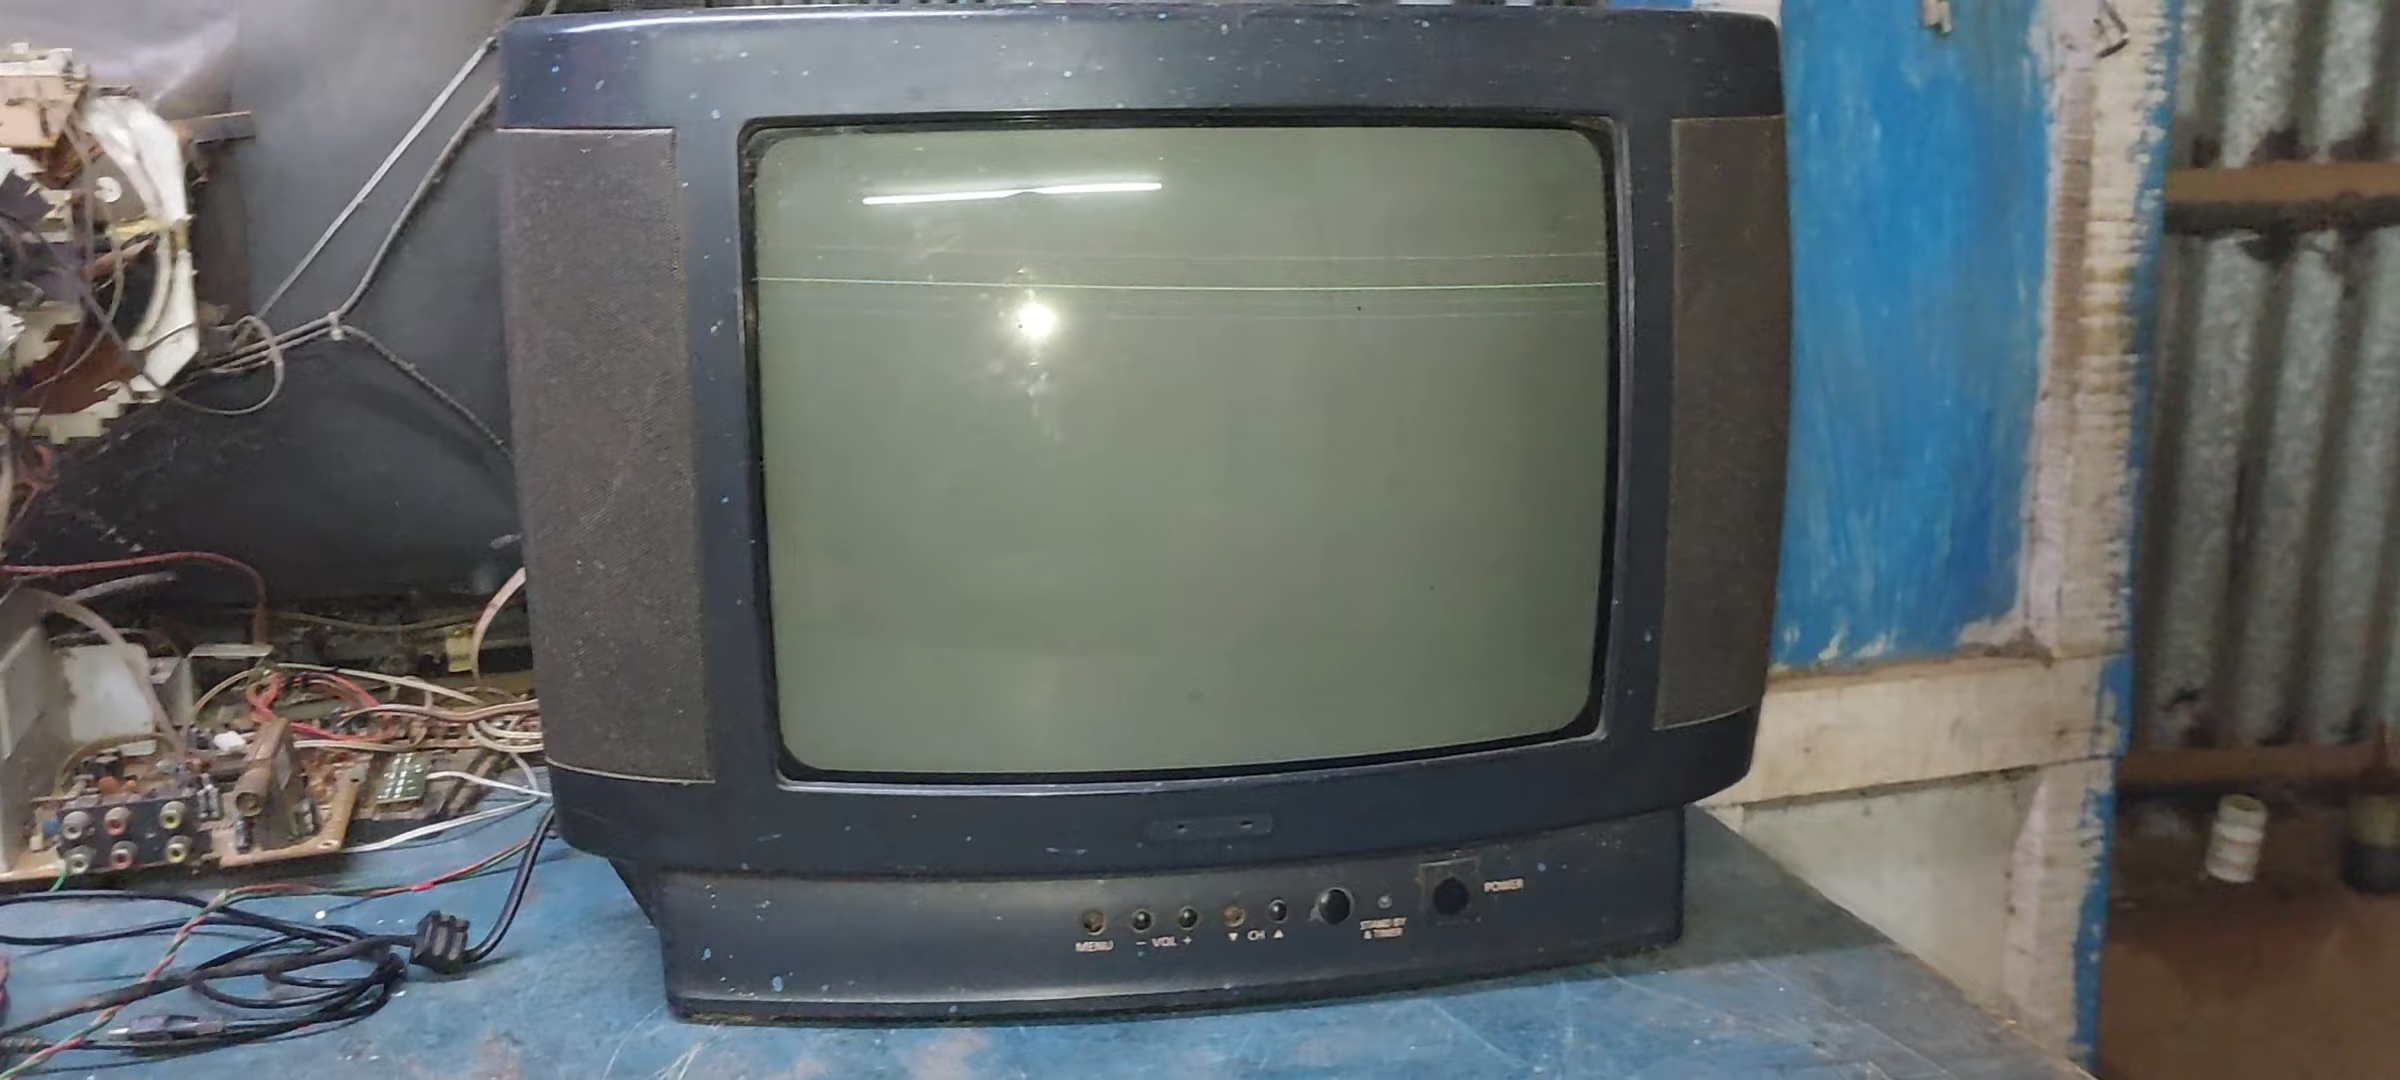 MENU
- VOL +
▼ CH ▲
STAND BY
& TIMER
POWER